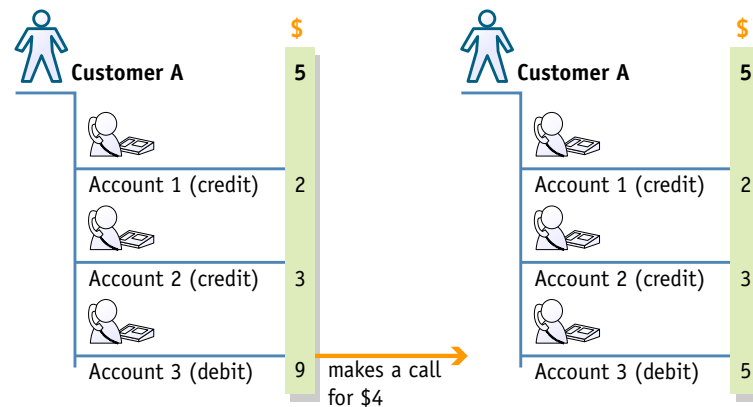 $
Customer A 5
Account 1 (credit) 2
Account 2 (credit) 3
Account 3 (debit) 9
makes a call
for $4
$
Customer A 5
Account 1 (credit) 2
Account 2 (credit) 3
Account 3 (debit) 5